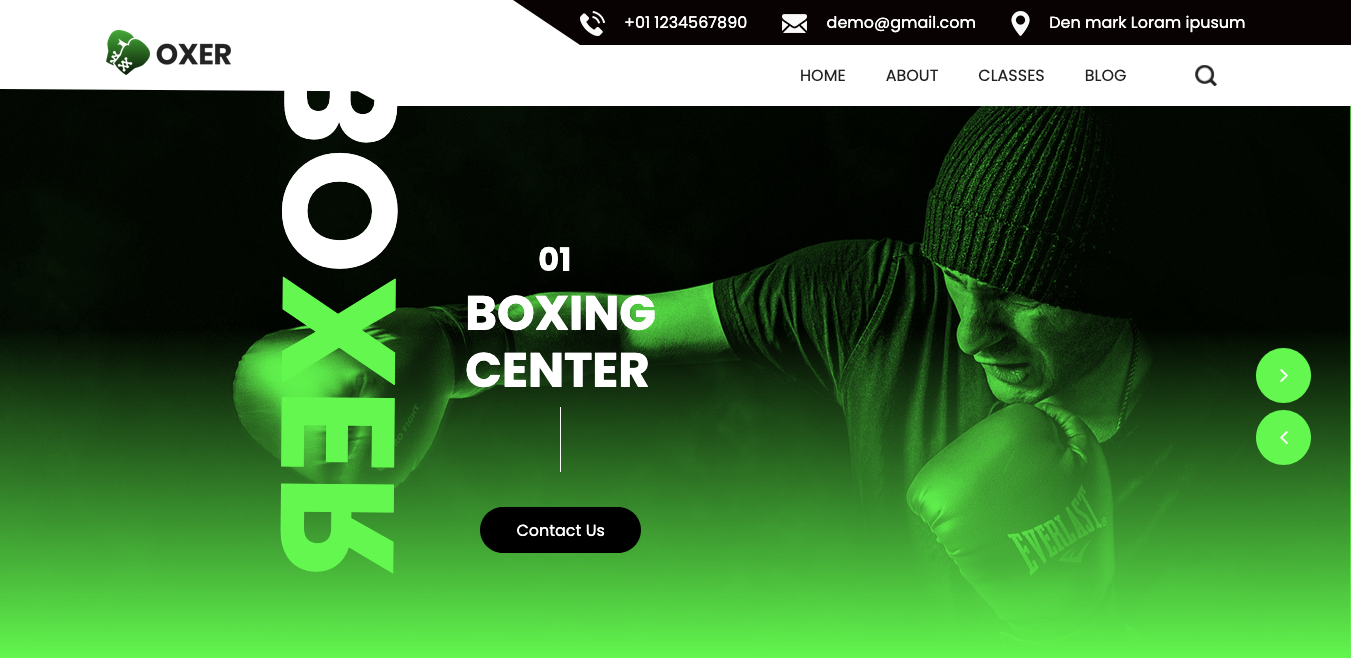 +01 1234567890
demo@gmail.com
Den mark Loram ipusum
OXER
HOME
ABOUT
CLASSES
BLOG
BOXER
01
BOXING
CENTER
Contact Us
EVERLAST